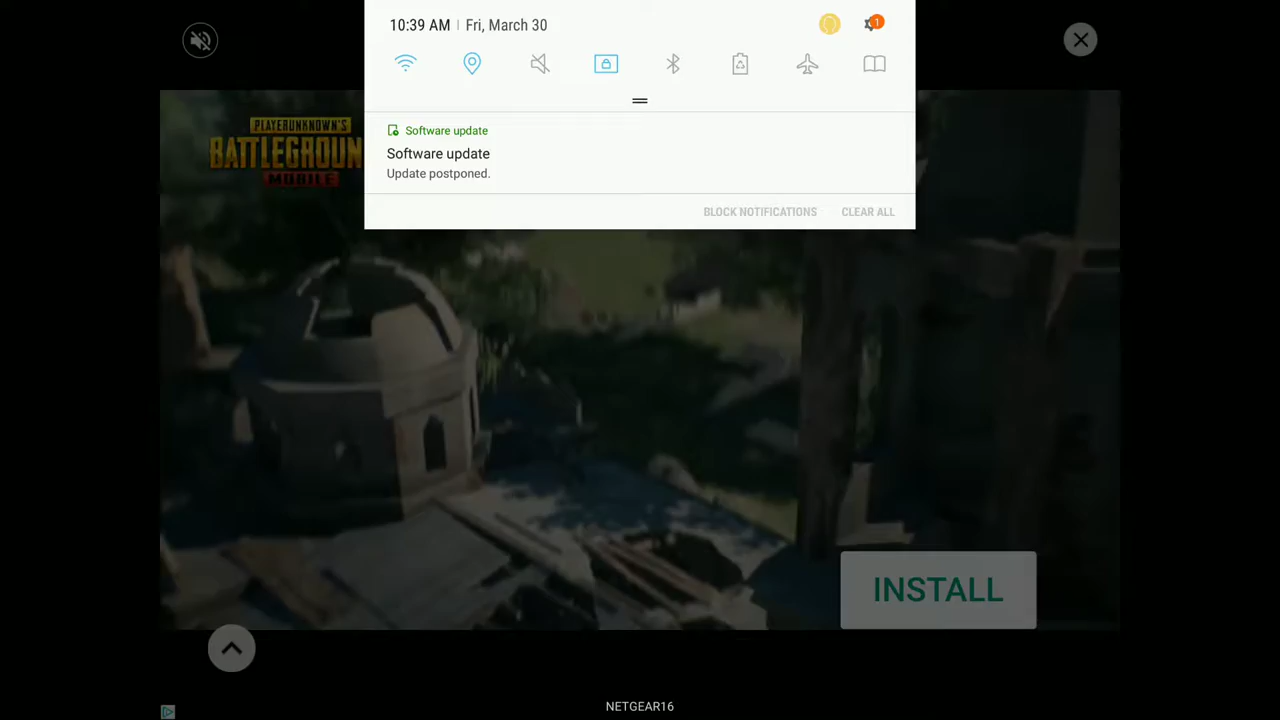 10:39 AM Fri, March 30
1
Software update
Software update
Update postponed.
BLOCK NOTIFICATIONS CLEAR ALL
PLAYERUNKNOWN'S
BATTLEGROUN
MOBILE
INSTALL
NETGEAR16